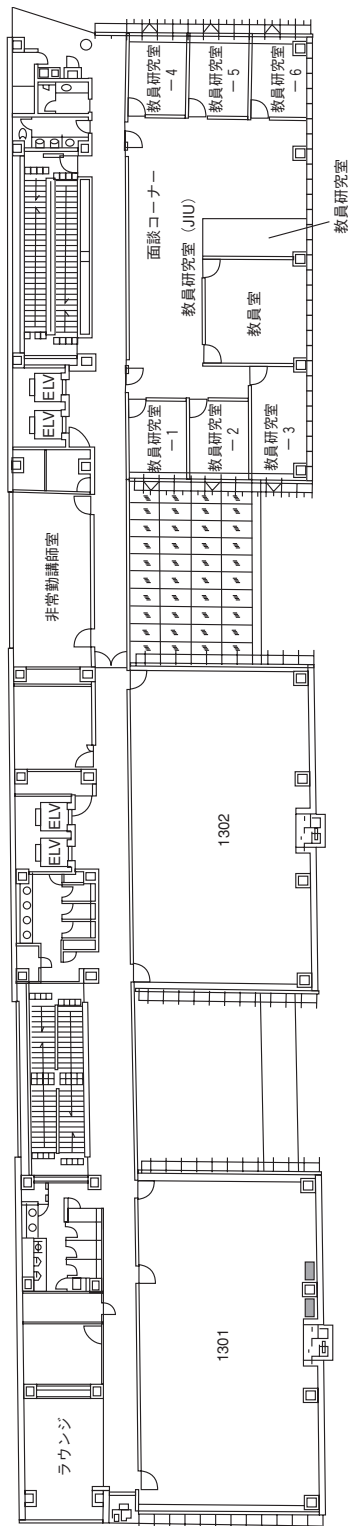 教員研究室
－4
教員研究室
－5
教員研究室
－6
面談コーナー
教員研究室（JIU）
教員研究室
教員室
教員研究室
－1
教員研究室
－2
教員研究室
－3
ELV
ELV
非常勤講師室
ELV
ELV
1302
1301
ラウンジ